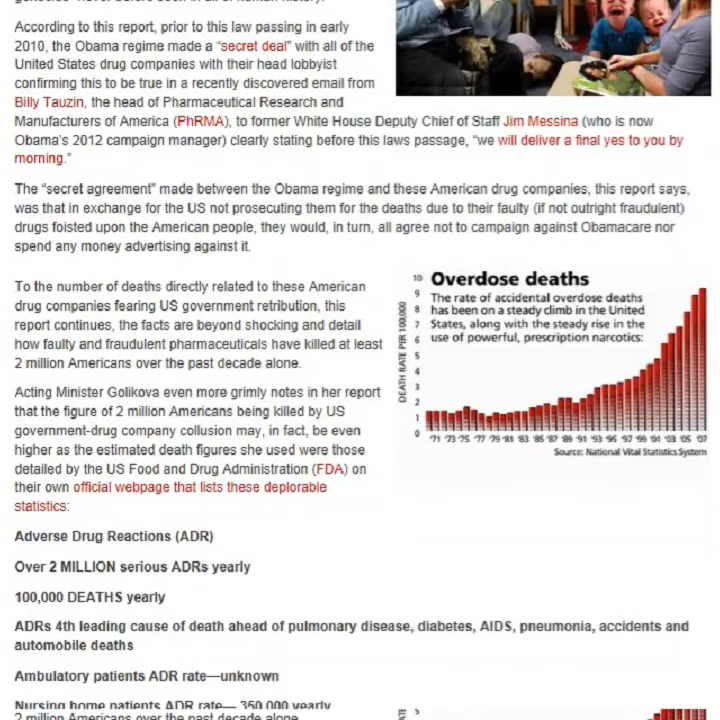 According to this report, prior to this law passing in early
2010, the Obama regime made a “secret deal” with all of the
United States drug companies with their head lobbyist
confirming this to be true in a recently discovered email from
Billy Tauzin, the head of Pharmaceutical Research and
Manufacturers of America (PhRMA), to former White House Deputy Chief of Staff Jim Messina (who is now
Obama’s 2012 campaign manager) clearly stating before this laws passage, “we will deliver a final yes to you by
morning.”
The “secret agreement” made between the Obama regime and these American drug companies, this report says,
was that in exchange for the US not prosecuting them for the deaths due to their faulty (if not outright fraudulent)
drugs foisted upon the American people, they would, in turn, all agree not to campaign against Obamacare nor
spend any money advertising against it.
To the number of deaths directly related to these American
drug companies fearing US government retribution, this
report continues, the facts are beyond shocking and detail
how faulty and fraudulent pharmaceuticals have killed at least
2 million Americans over the past decade alone.
Acting Minister Golikova even more grimly notes in her report
that the figure of 2 million Americans being killed by US
government-drug company collusion may, in fact, be even
higher as the estimated death figures she used were those
detailed by the US Food and Drug Administration (FDA) on
their own official webpage that lists these deplorable
statistics:
Overdose deaths
The rate of accidental overdose deaths
has been on a steady climb in the United
States, along with the steady rise in the
use of powerful, prescription narcotics:
DEATH RATE PER 100,000
10
9
8
7
6
5
4
3
2
1
0
'71 '73 '75 '77 '79 '81 '83 '85 '87 '89 '91 '93 '95 '97 '99 '01 '03 '05 '07
Source: National Vital Statistics System
Adverse Drug Reactions (ADR)
Over 2 MILLION serious ADRs yearly
100,000 DEATHS yearly
ADRs 4th leading cause of death ahead of pulmonary disease, diabetes, AIDS, pneumonia, accidents and
automobile deaths
Ambulatory patients ADR rate—unknown
Nursing home patients ADR rate— 350,000 yearly
2 million Americans over the past decade alone.